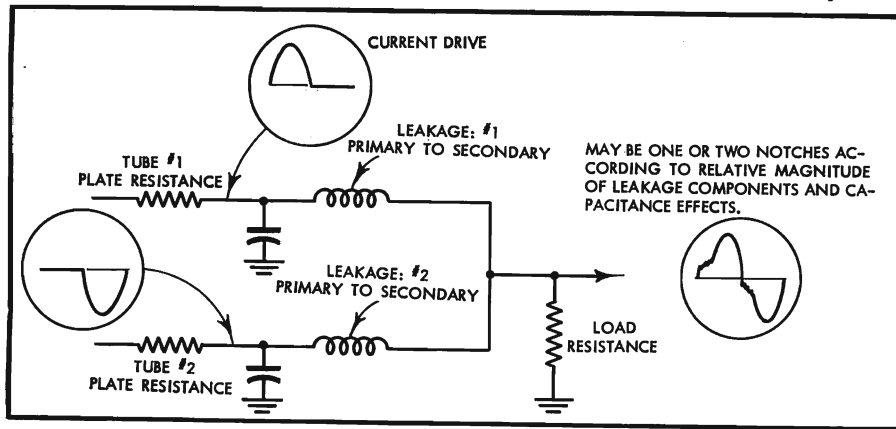 CURRENT DRIVE
LEAKAGE: #1
PRIMARY TO SECONDARY
TUBE #1
PLATE RESISTANCE
MAY BE ONE OR TWO NOTCHES AC-
CORDING TO RELATIVE MAGNITUDE
OF LEAKAGE COMPONENTS AND CA-
PACITANCE EFFECTS.
LEAKAGE: #2
PRIMARY TO SECONDARY
LOAD
RESISTANCE
TUBE #2
PLATE RESISTANCE